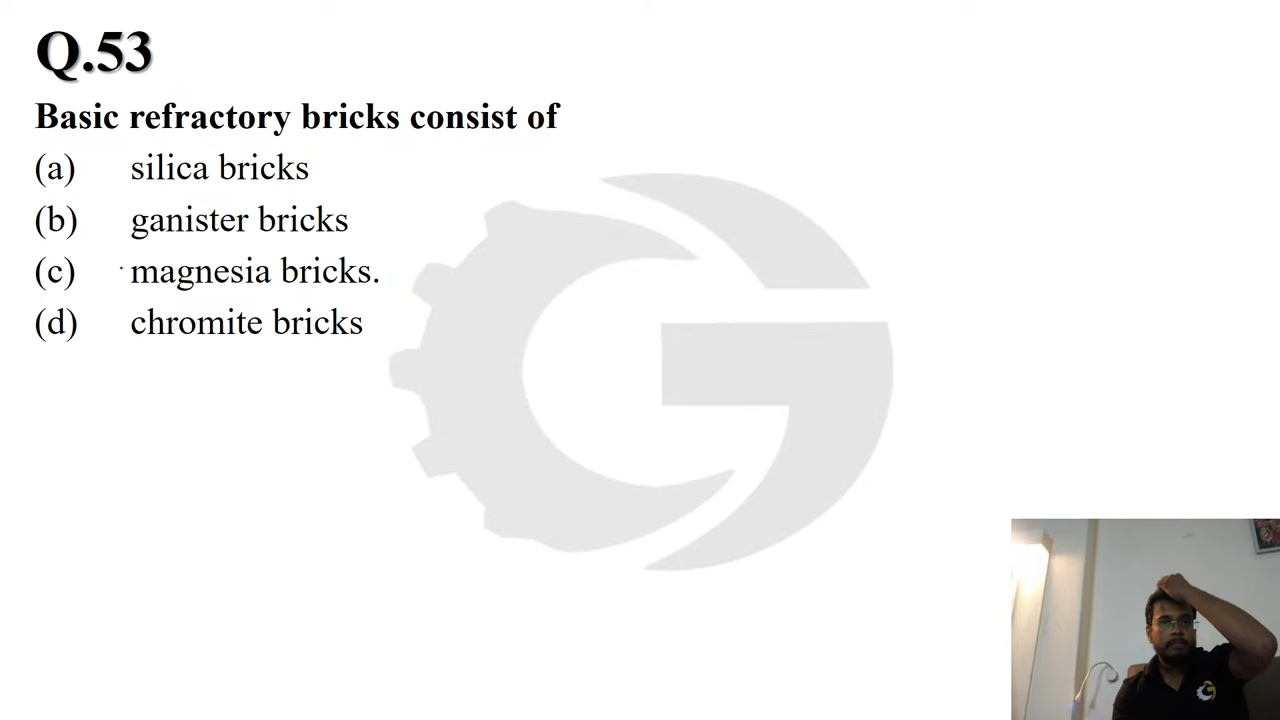 Q.53
Basic refractory bricks consist of
(a) silica bricks
(b) ganister bricks
(c) magnesia bricks.
(d) chromite bricks